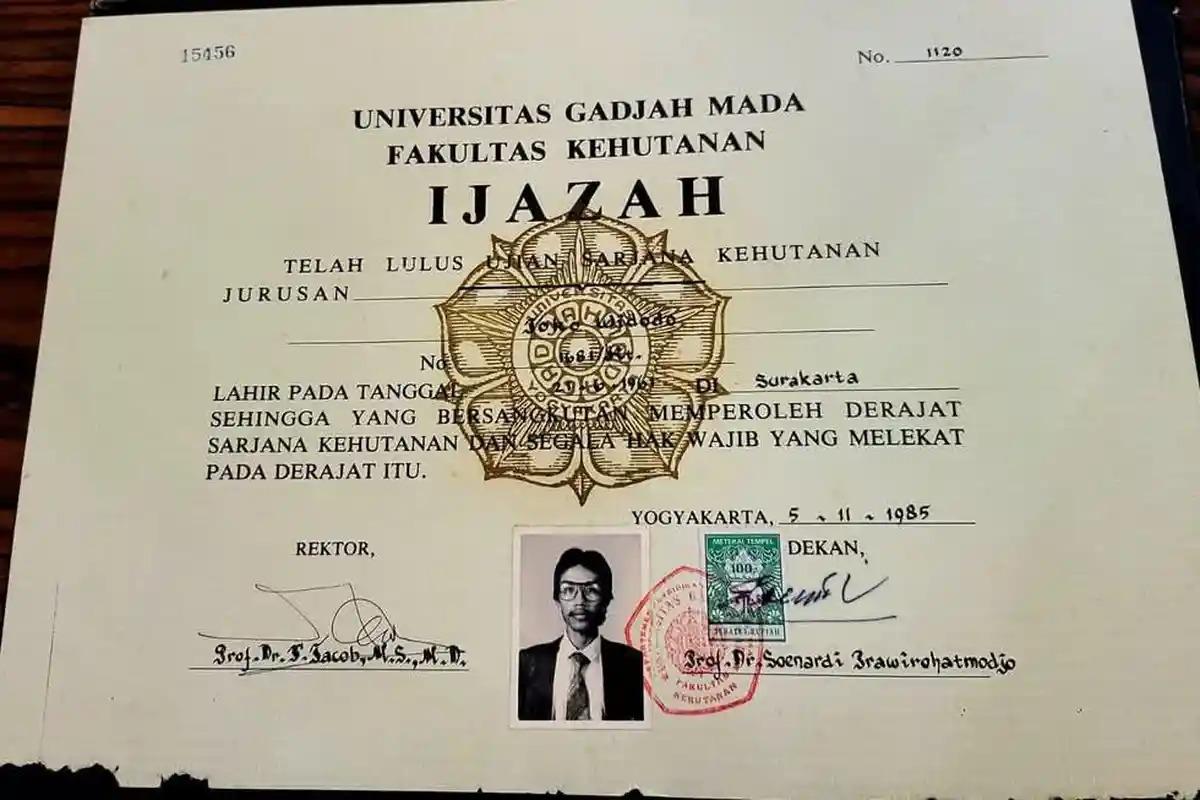 15456
No. 1120
UNIVERSITAS GADJAH MADA
FAKULTAS KEHUTANAN
IJAZAH
TELAH LULUS UJIAN SARJANA KEHUTANAN
JURUSAN
Joko Widodo
No. 1681/
LAHIR PADA TANGGAL 21-6-1961 DI Surakarta
SEHINGGA YANG BERSANGKUTAN MEMPEROLEH DERAJAT
SARJANA KEHUTANAN DAN SEGALA HAK WAJIB YANG MELEKAT
PADA DERAJAT ITU.
YOGYAKARTA, 5 - 11 - 1985
REKTOR,
DEKAN,
METERAI TEMPEL
100
Prof. Dr. T. Jacob, M.S., M.D.
Prof. Dr. Soenardi Prawirohatmodjo
FAKULTAS
KEHUTANAN